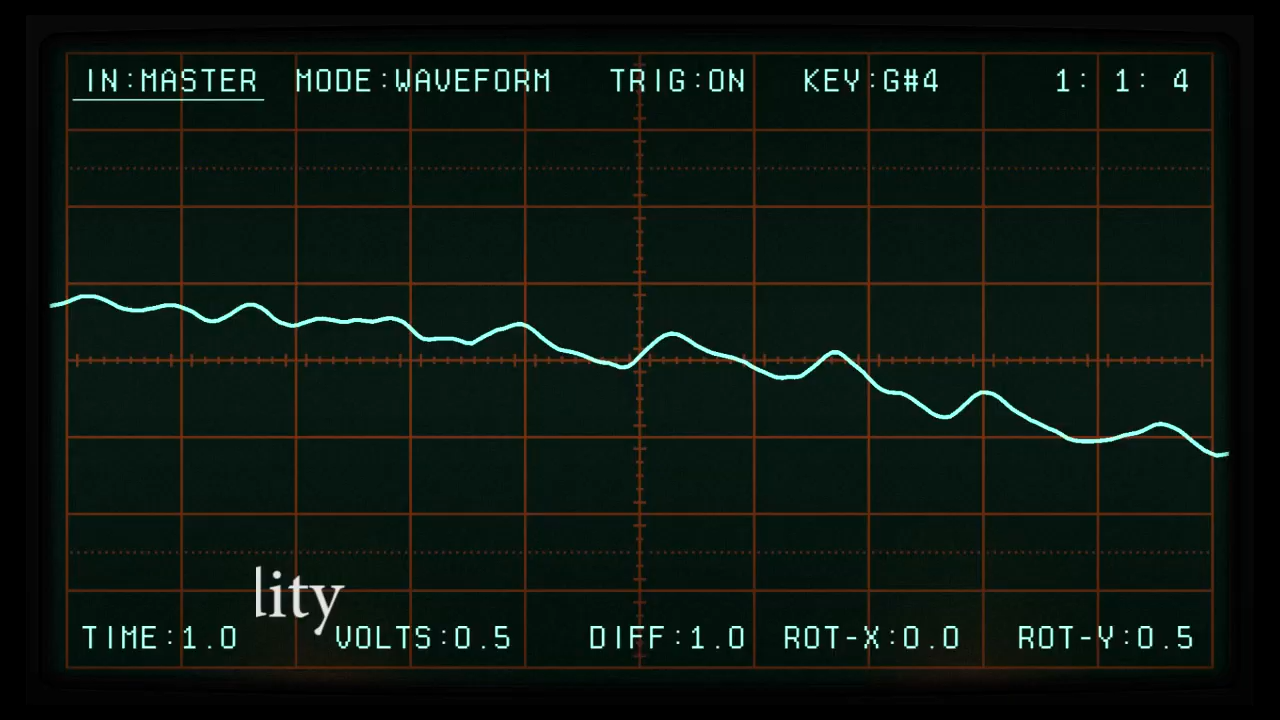 IN:MASTER MODE:WAVEFORM TRIG:ON KEY:G#4 1: 1: 4
lity
TIME:1.0 VOLTS:0.5 DIFF:1.0 ROT-X:0.0 ROT-Y:0.5